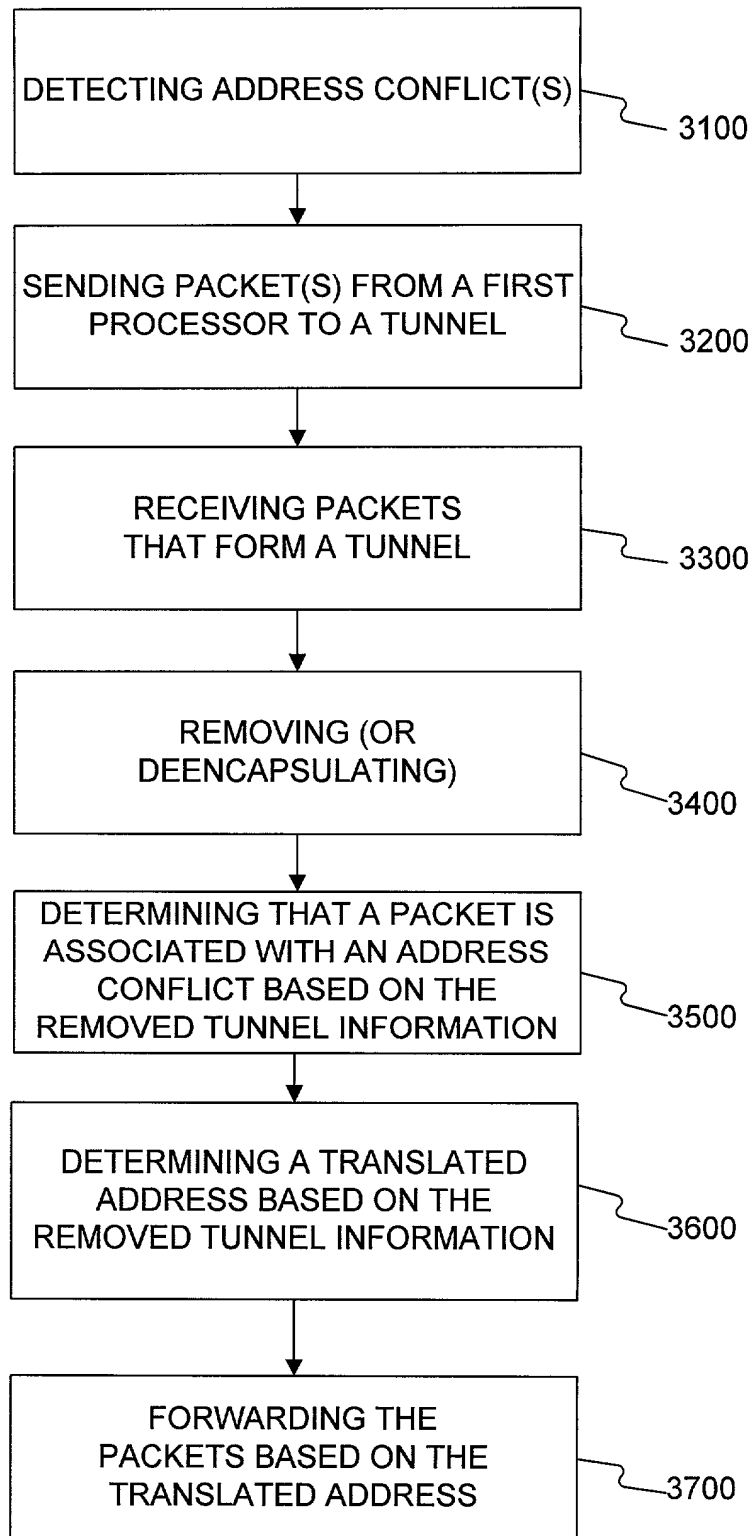 DETECTING ADDRESS CONFLICT(S)
3100
SENDING PACKET(S) FROM A FIRST
PROCESSOR TO A TUNNEL
3200
RECEIVING PACKETS
THAT FORM A TUNNEL
3300
REMOVING (OR
DEENCAPSULATING)
3400
DETERMINING THAT A PACKET IS
ASSOCIATED WITH AN ADDRESS
CONFLICT BASED ON THE
REMOVED TUNNEL INFORMATION
3500
DETERMINING A TRANSLATED
ADDRESS BASED ON THE
REMOVED TUNNEL INFORMATION
3600
FORWARDING THE
PACKETS BASED ON THE
TRANSLATED ADDRESS
3700